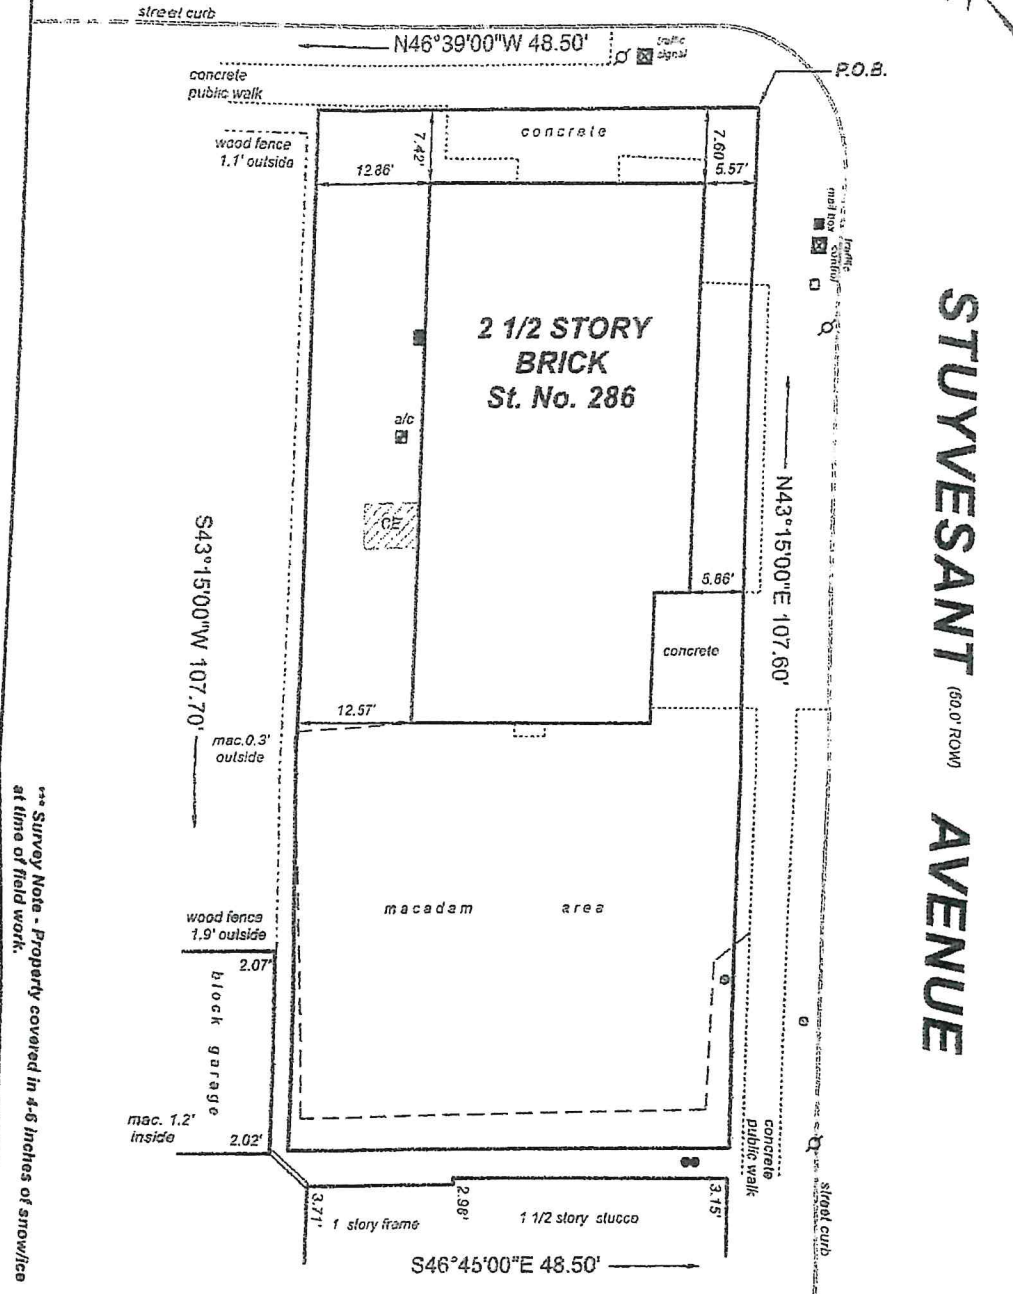 street curb
N46°39'00"W 48.50'
traffic
signal
P.O.B.
concrete
public walk
concrete
wood fence
1.1' outside
7.42'
7.60'
12.86'
5.57'
mail box
traffic
control
2 1/2 STORY
BRICK
St. No. 286
STUYVESANT (60.0' ROW) AVENUE
a/c
CE
N43°15'00"E 107.60'
S43°15'00"W 107.70'
5.86'
concrete
12.57'
mac.0.3'
outside
macadam area
wood fence
1.9' outside
2.07'
block garage
mac. 1.2'
inside
2.02'
concrete
public walk
street curb
3.71'
1 story frame
2.98'
1 1/2 story stucco
3.15'
S46°45'00"E 48.50'
*** Survey Note - Property covered in 4-6 inches of snow/ice
at time of field work.